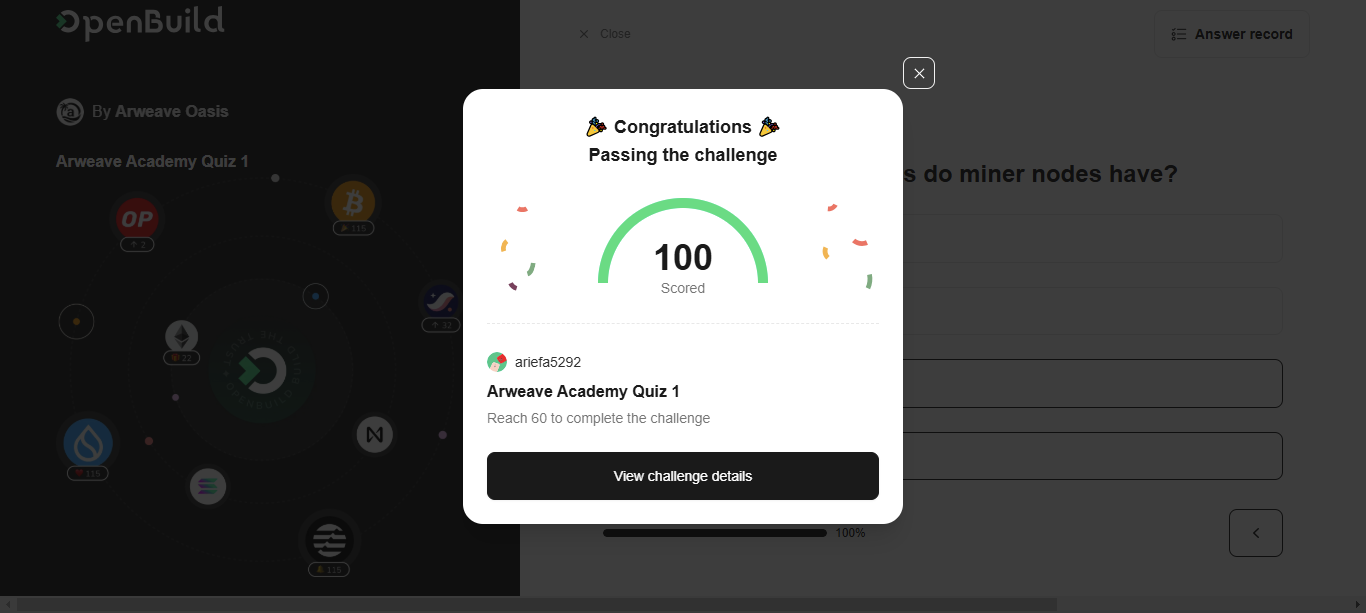 OpenBuild
Close
Answer record
By Arweave Oasis
Arweave Academy Quiz 1
Congratulations
Passing the challenge
s do miner nodes have?
OP
2
115
100
Scored
32
22
ariefa5292
Arweave Academy Quiz 1
Reach 60 to complete the challenge
115
View challenge details
100%
115